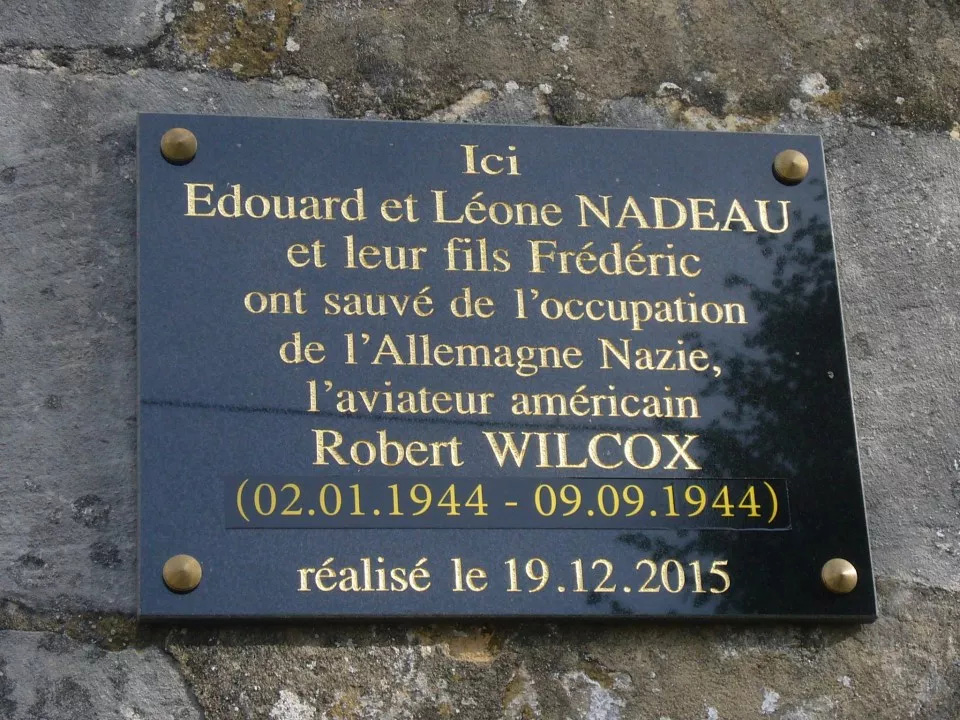 Ici
Edouard et Léone NADEAU
et leur fils Frédéric
ont sauvé de l'occupation
de l'Allemagne Nazie,
l'aviateur américain
Robert WILCOX
(02.01.1944 - 09.09.1944)
réalisé le 19.12.2015